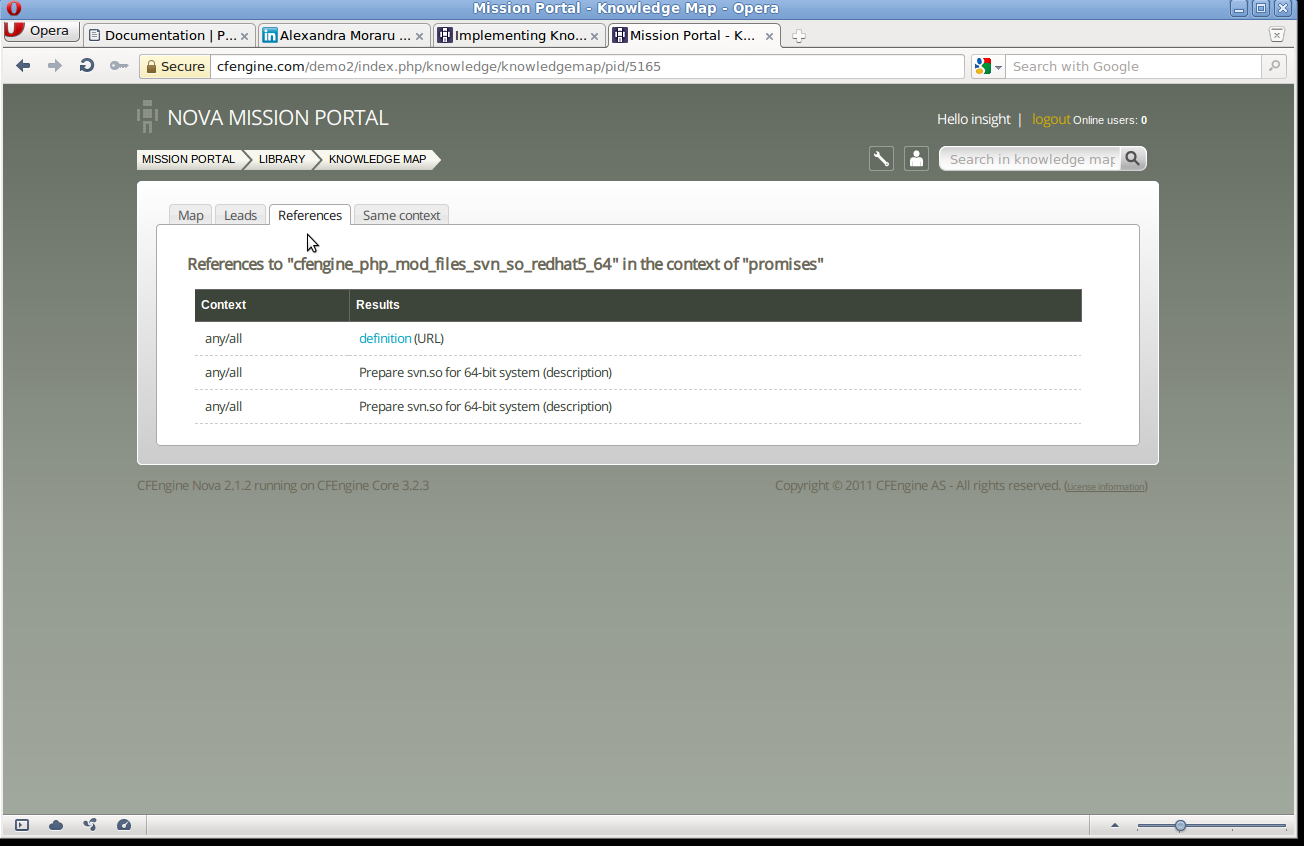 Mission Portal - Knowledge Map - Opera
Opera
Documentation | P...
Alexandra Moraru ...
Implementing Kno...
Mission Portal - K...
Secure
cfengine.com/demo2/index.php/knowledge/knowledgemap/pid/5165
Search with Google
NOVA MISSION PORTAL
Hello insight | logout Online users: 0
MISSION PORTAL
LIBRARY
KNOWLEDGE MAP
Search in knowledge map
Map
Leads
References
Same context
References to "cfengine_php_mod_files_svn_so_redhat5_64" in the context of "promises"
Context Results
any/all definition (URL)
any/all Prepare svn.so for 64-bit system (description)
any/all Prepare svn.so for 64-bit system (description)
CFEngine Nova 2.1.2 running on CFEngine Core 3.2.3
Copyright © 2011 CFEngine AS - All rights reserved. (License information)